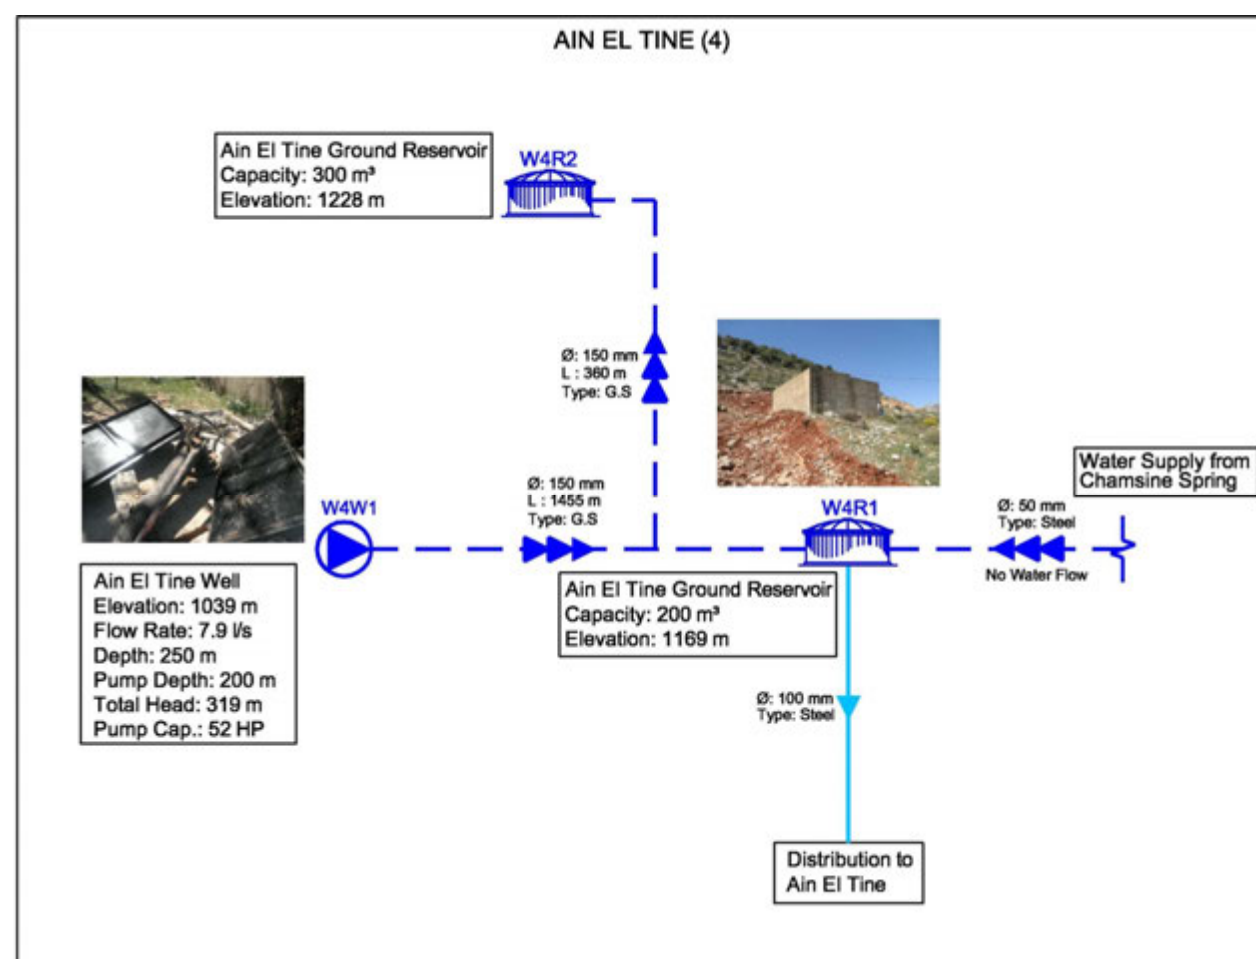 AIN EL TINE (4)
Ain El Tine Ground Reservoir
Capacity: 300 m³
Elevation: 1228 m
W4R2
Ø: 150 mm
L : 360 m
Type: G.S
Water Supply from
Chamsine Spring
W4W1
Ø: 150 mm
L : 1455 m
Type: G.S
W4R1
Ø: 50 mm
Type: Steel
No Water Flow
Ain El Tine Well
Elevation: 1039 m
Flow Rate: 7.9 l/s
Depth: 250 m
Pump Depth: 200 m
Total Head: 319 m
Pump Cap.: 52 HP
Ain El Tine Ground Reservoir
Capacity: 200 m³
Elevation: 1169 m
Ø: 100 mm
Type: Steel
Distribution to
Ain El Tine